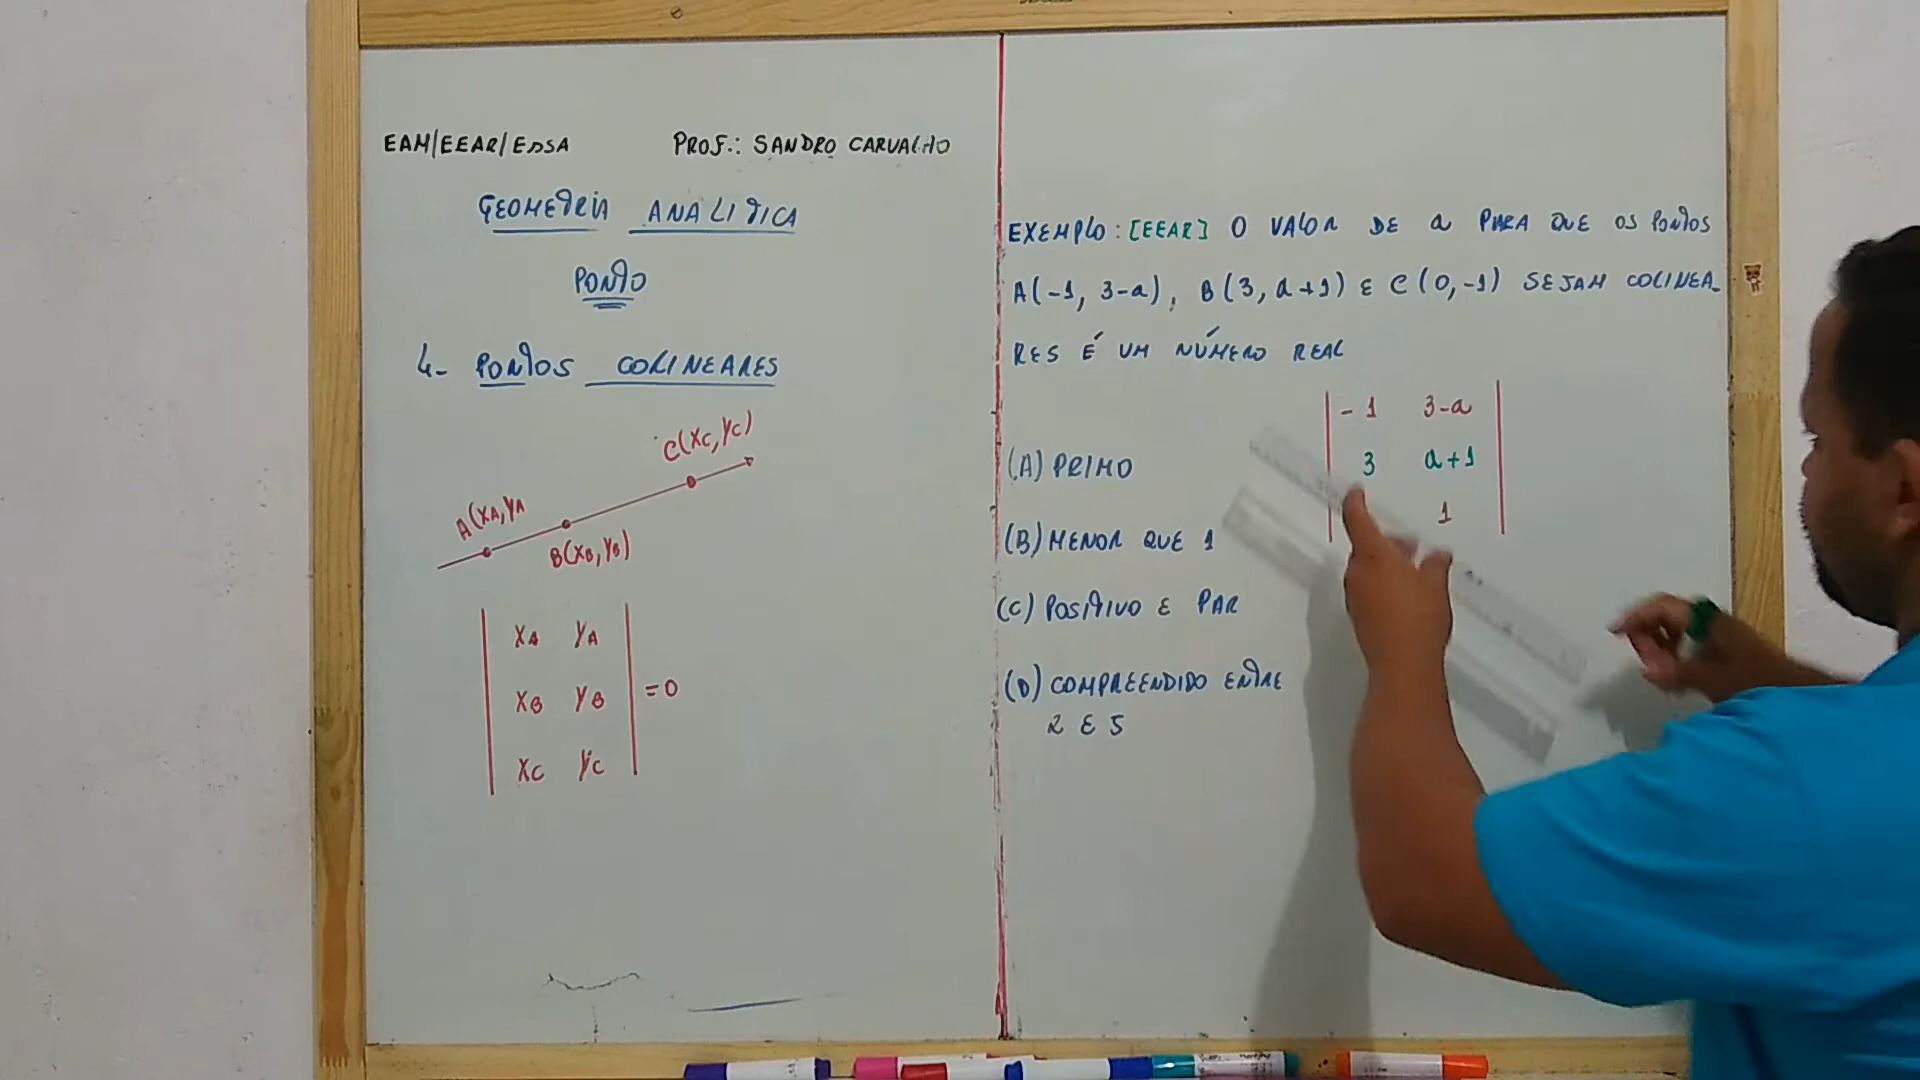 EAM/EEAR/ESSA PROF.: SANDRO CARVALHO
GEOMETRIA ANALITICA
PONTO
4- PONTOS COLINEARES
C(XC, YC)
A(XA, YA
B(XB, YB)
XA YA
XB YB = 0
XC YC
EXEMPLO: [EEAR] O VALOR DE a PARA QUE OS PONTOS
A(-1, 3-a), B(3, a+1) E C(0, -1) SEJAM COLINEA-
RES É UM NÚMERO REAL
-1 3-a
3 a+1
1
(A) PRIMO
(B) MENOR QUE 1
(C) POSITIVO E PAR
(D) COMPREENDIDO ENTRE
2 E 5